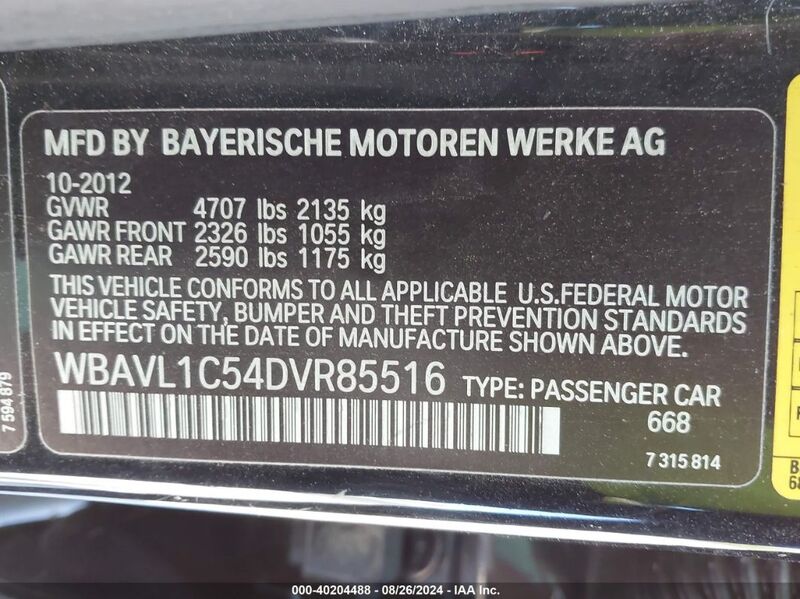 MFD BY BAYERISCHE MOTOREN WERKE AG
10-2012
GVWR 4707 lbs 2135 kg
GAWR FRONT 2326 lbs 1055 kg
GAWR REAR 2590 lbs 1175 kg
THIS VEHICLE CONFORMS TO ALL APPLICABLE U.S.FEDERAL MOTOR
VEHICLE SAFETY, BUMPER AND THEFT PREVENTION STANDARDS
IN EFFECT ON THE DATE OF MANUFACTURE SHOWN ABOVE.
WBAVL1C54DVR85516 TYPE: PASSENGER CAR
668
7 315 814
7 594 879
000-40204488 - 08/26/2024 - IAA Inc.